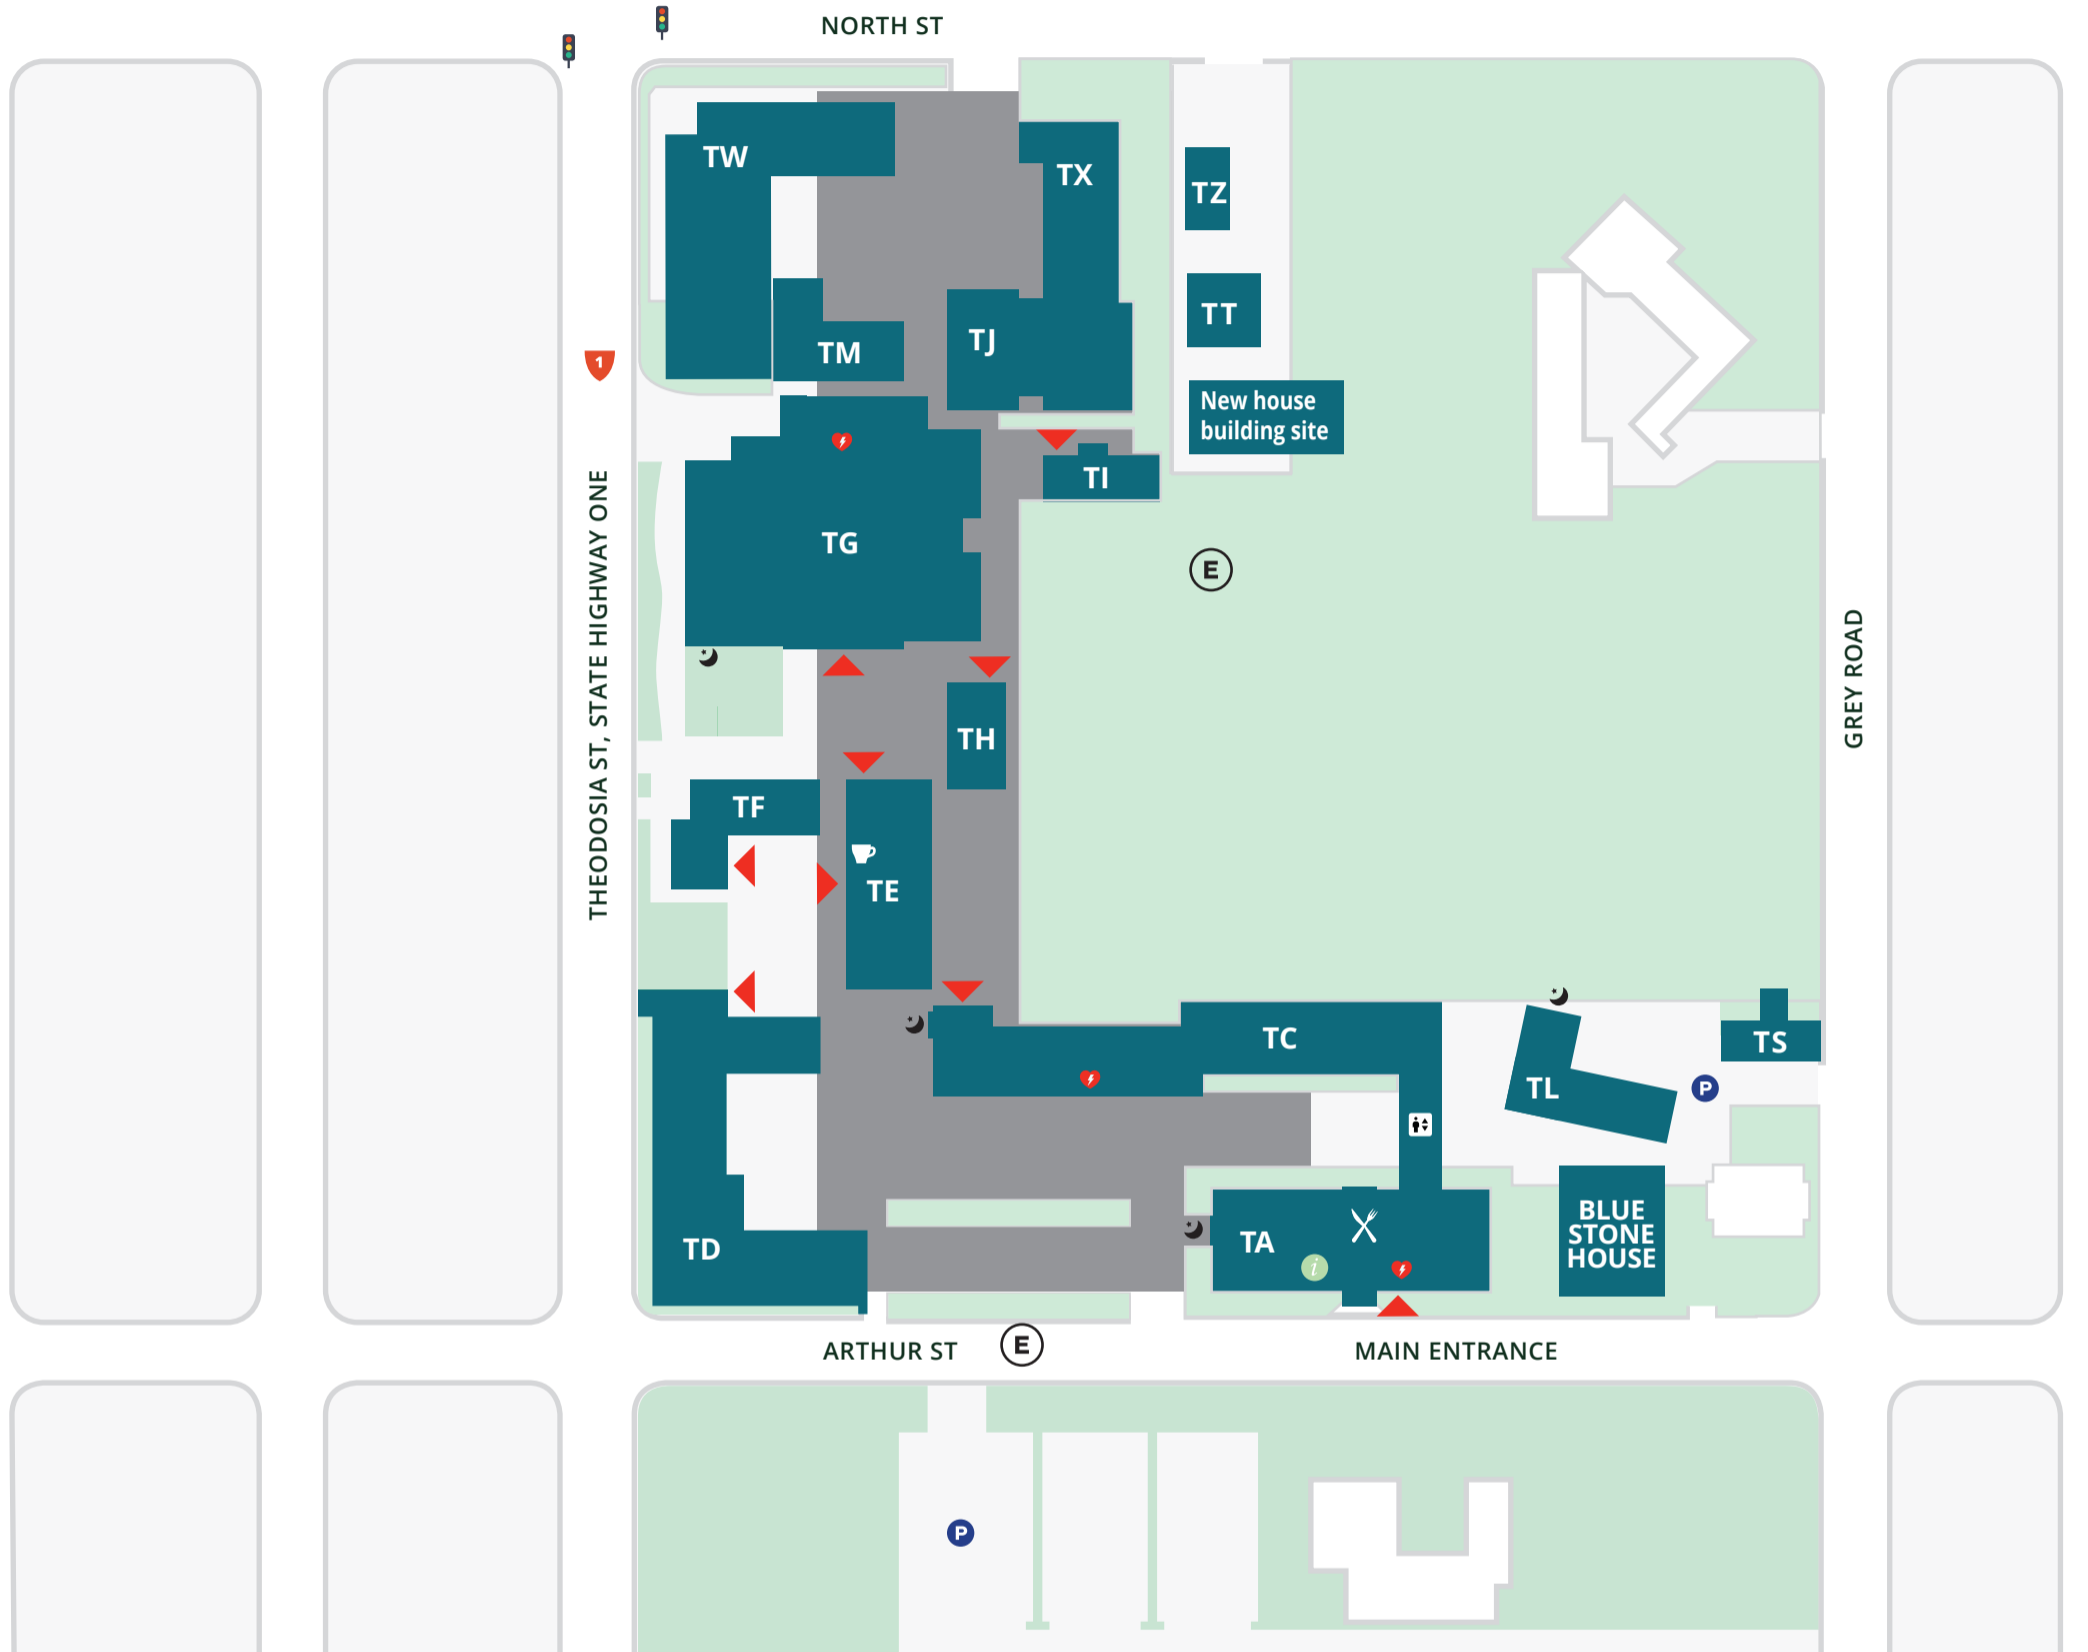 NORTH ST
TW
TX
TZ
TT
TJ
TM
1
New house
building site
TI
TG
E
THEODOSIA ST, STATE HIGHWAY ONE
GREY ROAD
TH
TF
TE
TC
TS
TL
P
TD
TA
i
BLUE
STONE
HOUSE
ARTHUR ST
E
MAIN ENTRANCE
P